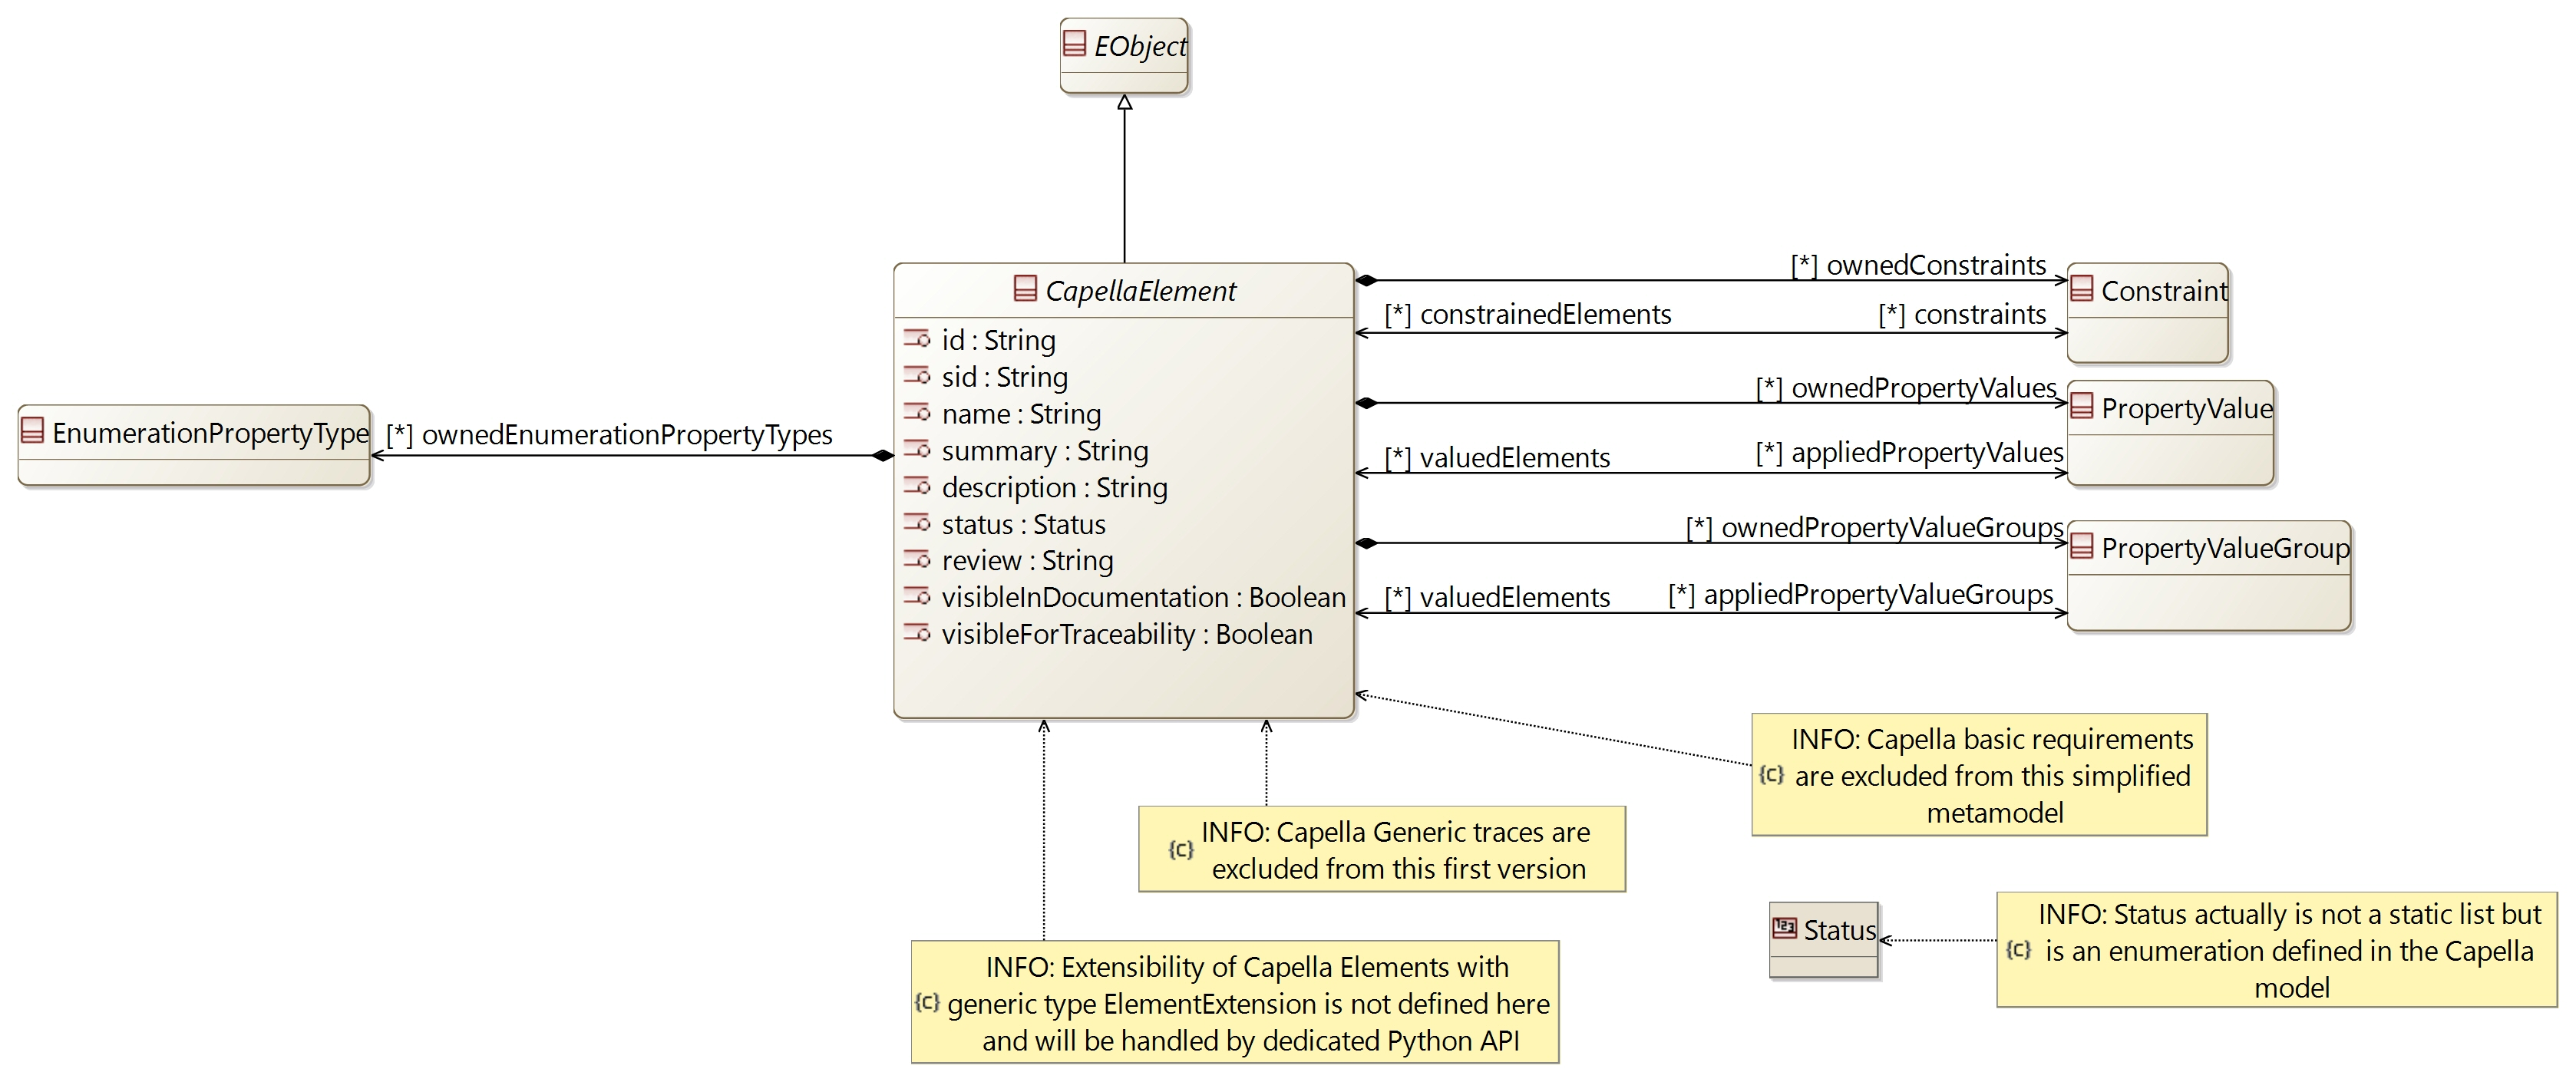 EObject
CapellaElement
id : String
sid : String
name : String
summary : String
description : String
status : Status
review : String
visibleInDocumentation : Boolean
visibleForTraceability : Boolean
EnumerationPropertyType
[*] ownedEnumerationPropertyTypes
[*] ownedConstraints
[*] constrainedElements
[*] constraints
Constraint
[*] ownedPropertyValues
[*] valuedElements
[*] appliedPropertyValues
PropertyValue
[*] ownedPropertyValueGroups
[*] valuedElements
[*] appliedPropertyValueGroups
PropertyValueGroup
{c}
INFO: Capella basic requirements
are excluded from this simplified
metamodel
{c}
INFO: Capella Generic traces are
excluded from this first version
{c}
INFO: Extensibility of Capella Elements with
generic type ElementExtension is not defined here
and will be handled by dedicated Python API
123
Status
{c}
INFO: Status actually is not a static list but
is an enumeration defined in the Capella
model